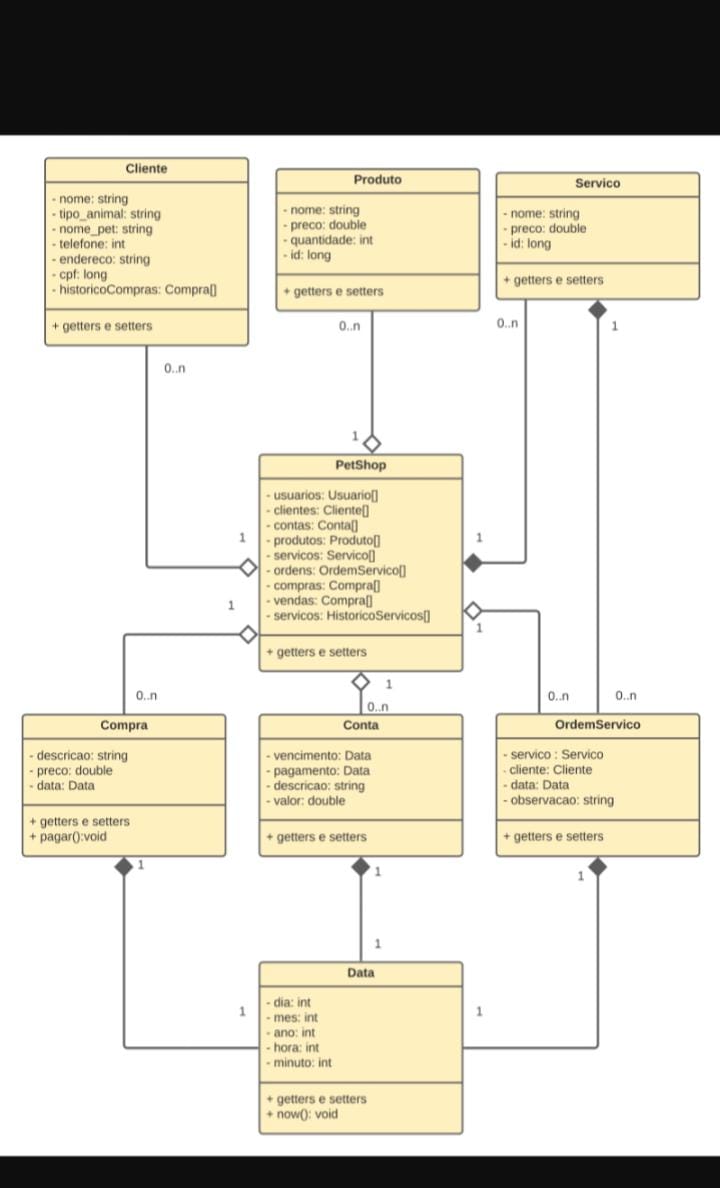 Cliente
- nome: string
- tipo_animal: string
- nome_pet: string
- telefone: int
- endereco: string
- cpf: long
- historicoCompras: Compra[]
+ getters e setters
Produto
- nome: string
- preco: double
- quantidade: int
- id: long
+ getters e setters
Servico
- nome: string
- preco: double
- id: long
+ getters e setters
0..n
0..n
0..n
1
1
PetShop
- usuarios: Usuario[]
- clientes: Cliente[]
- contas: Conta[]
- produtos: Produto[]
- servicos: Servico[]
- ordens: OrdemServico[]
- compras: Compra[]
- vendas: Compra[]
- servicos: HistoricoServicos[]
+ getters e setters
1
1
1
1
1
0..n
0..n
0..n
0..n
Compra
- descricao: string
- preco: double
- data: Data
+ getters e setters
+ pagar():void
Conta
- vencimento: Data
- pagamento: Data
- descricao: string
- valor: double
+ getters e setters
OrdemServico
- servico : Servico
- cliente: Cliente
- data: Data
- observacao: string
+ getters e setters
1
1
1
1
1
1
Data
- dia: int
- mes: int
- ano: int
- hora: int
- minuto: int
+ getters e setters
+ now(): void